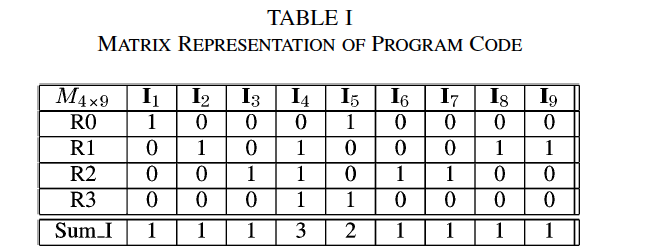 TABLE I
MATRIX REPRESENTATION OF PROGRAM CODE
M4×9 I1 I2 I3 I4 I5 I6 I7 I8 I9
R0 1 0 0 0 1 0 0 0 0
R1 0 1 0 1 0 0 0 1 1
R2 0 0 1 1 0 1 1 0 0
R3 0 0 0 1 1 0 0 0 0
Sum_I 1 1 1 3 2 1 1 1 1